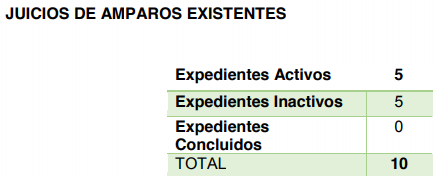 JUICIOS DE AMPAROS EXISTENTES
Expedientes Activos 5
Expedientes Inactivos 5
Expedientes 0
Concluidos
TOTAL 10